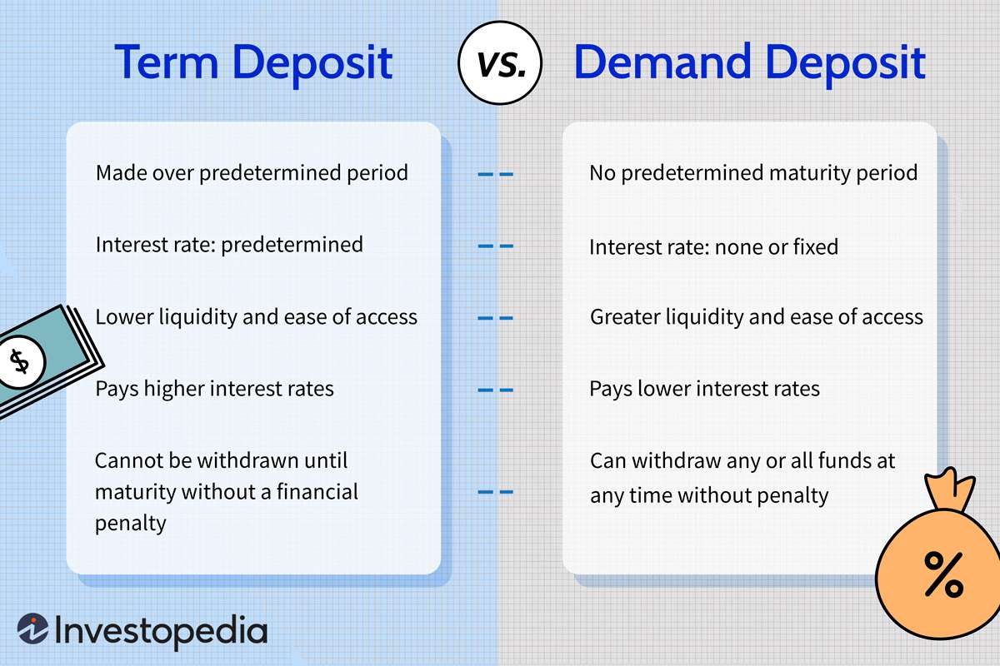 Term Deposit
VS.
Demand Deposit
Made over predetermined period
No predetermined maturity period
Interest rate: predetermined
Interest rate: none or fixed
Lower liquidity and ease of access
Greater liquidity and ease of access
Pays higher interest rates
Pays lower interest rates
Cannot be withdrawn until
maturity without a financial
penalty
Can withdraw any or all funds at
any time without penalty
$
%
Investopedia